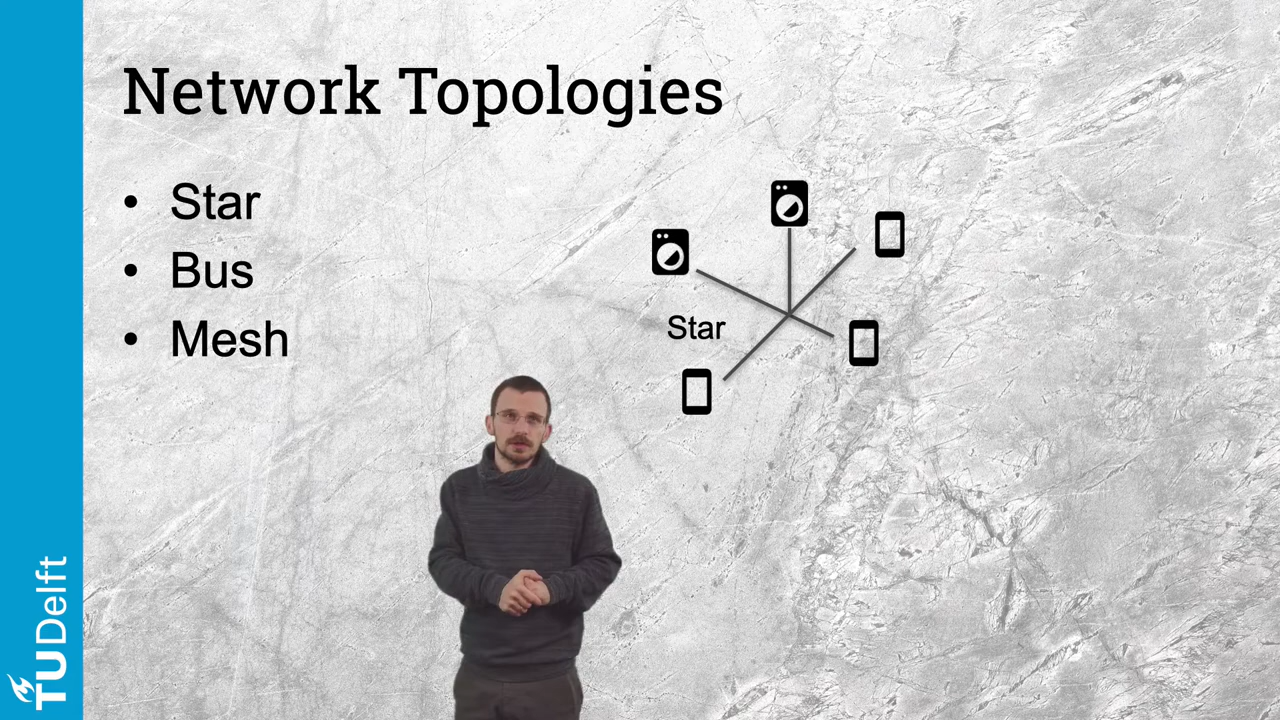 Network Topologies
• Star
• Bus
• Mesh
Star
TUDelft